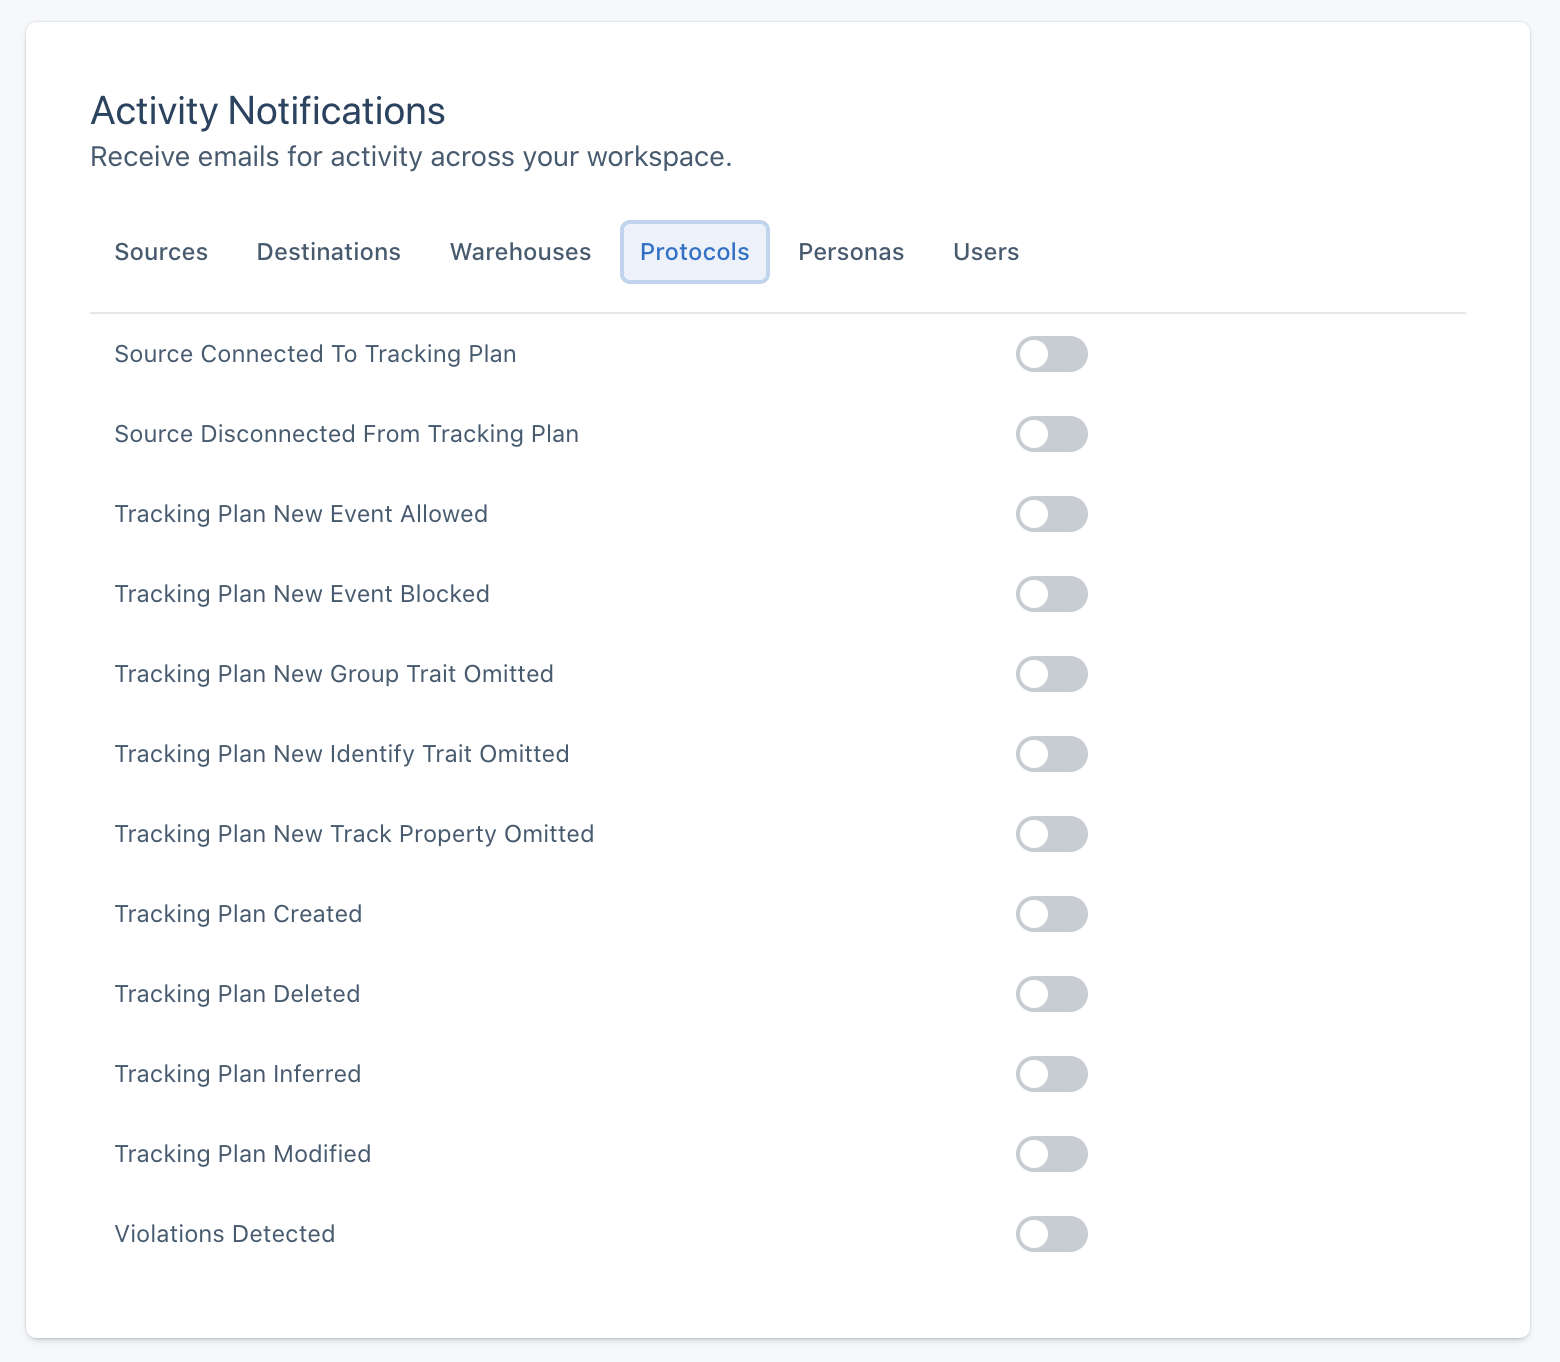 Activity Notifications
Receive emails for activity across your workspace.
Sources Destinations Warehouses Protocols Personas Users
Source Connected To Tracking Plan
Source Disconnected From Tracking Plan
Tracking Plan New Event Allowed
Tracking Plan New Event Blocked
Tracking Plan New Group Trait Omitted
Tracking Plan New Identify Trait Omitted
Tracking Plan New Track Property Omitted
Tracking Plan Created
Tracking Plan Deleted
Tracking Plan Inferred
Tracking Plan Modified
Violations Detected